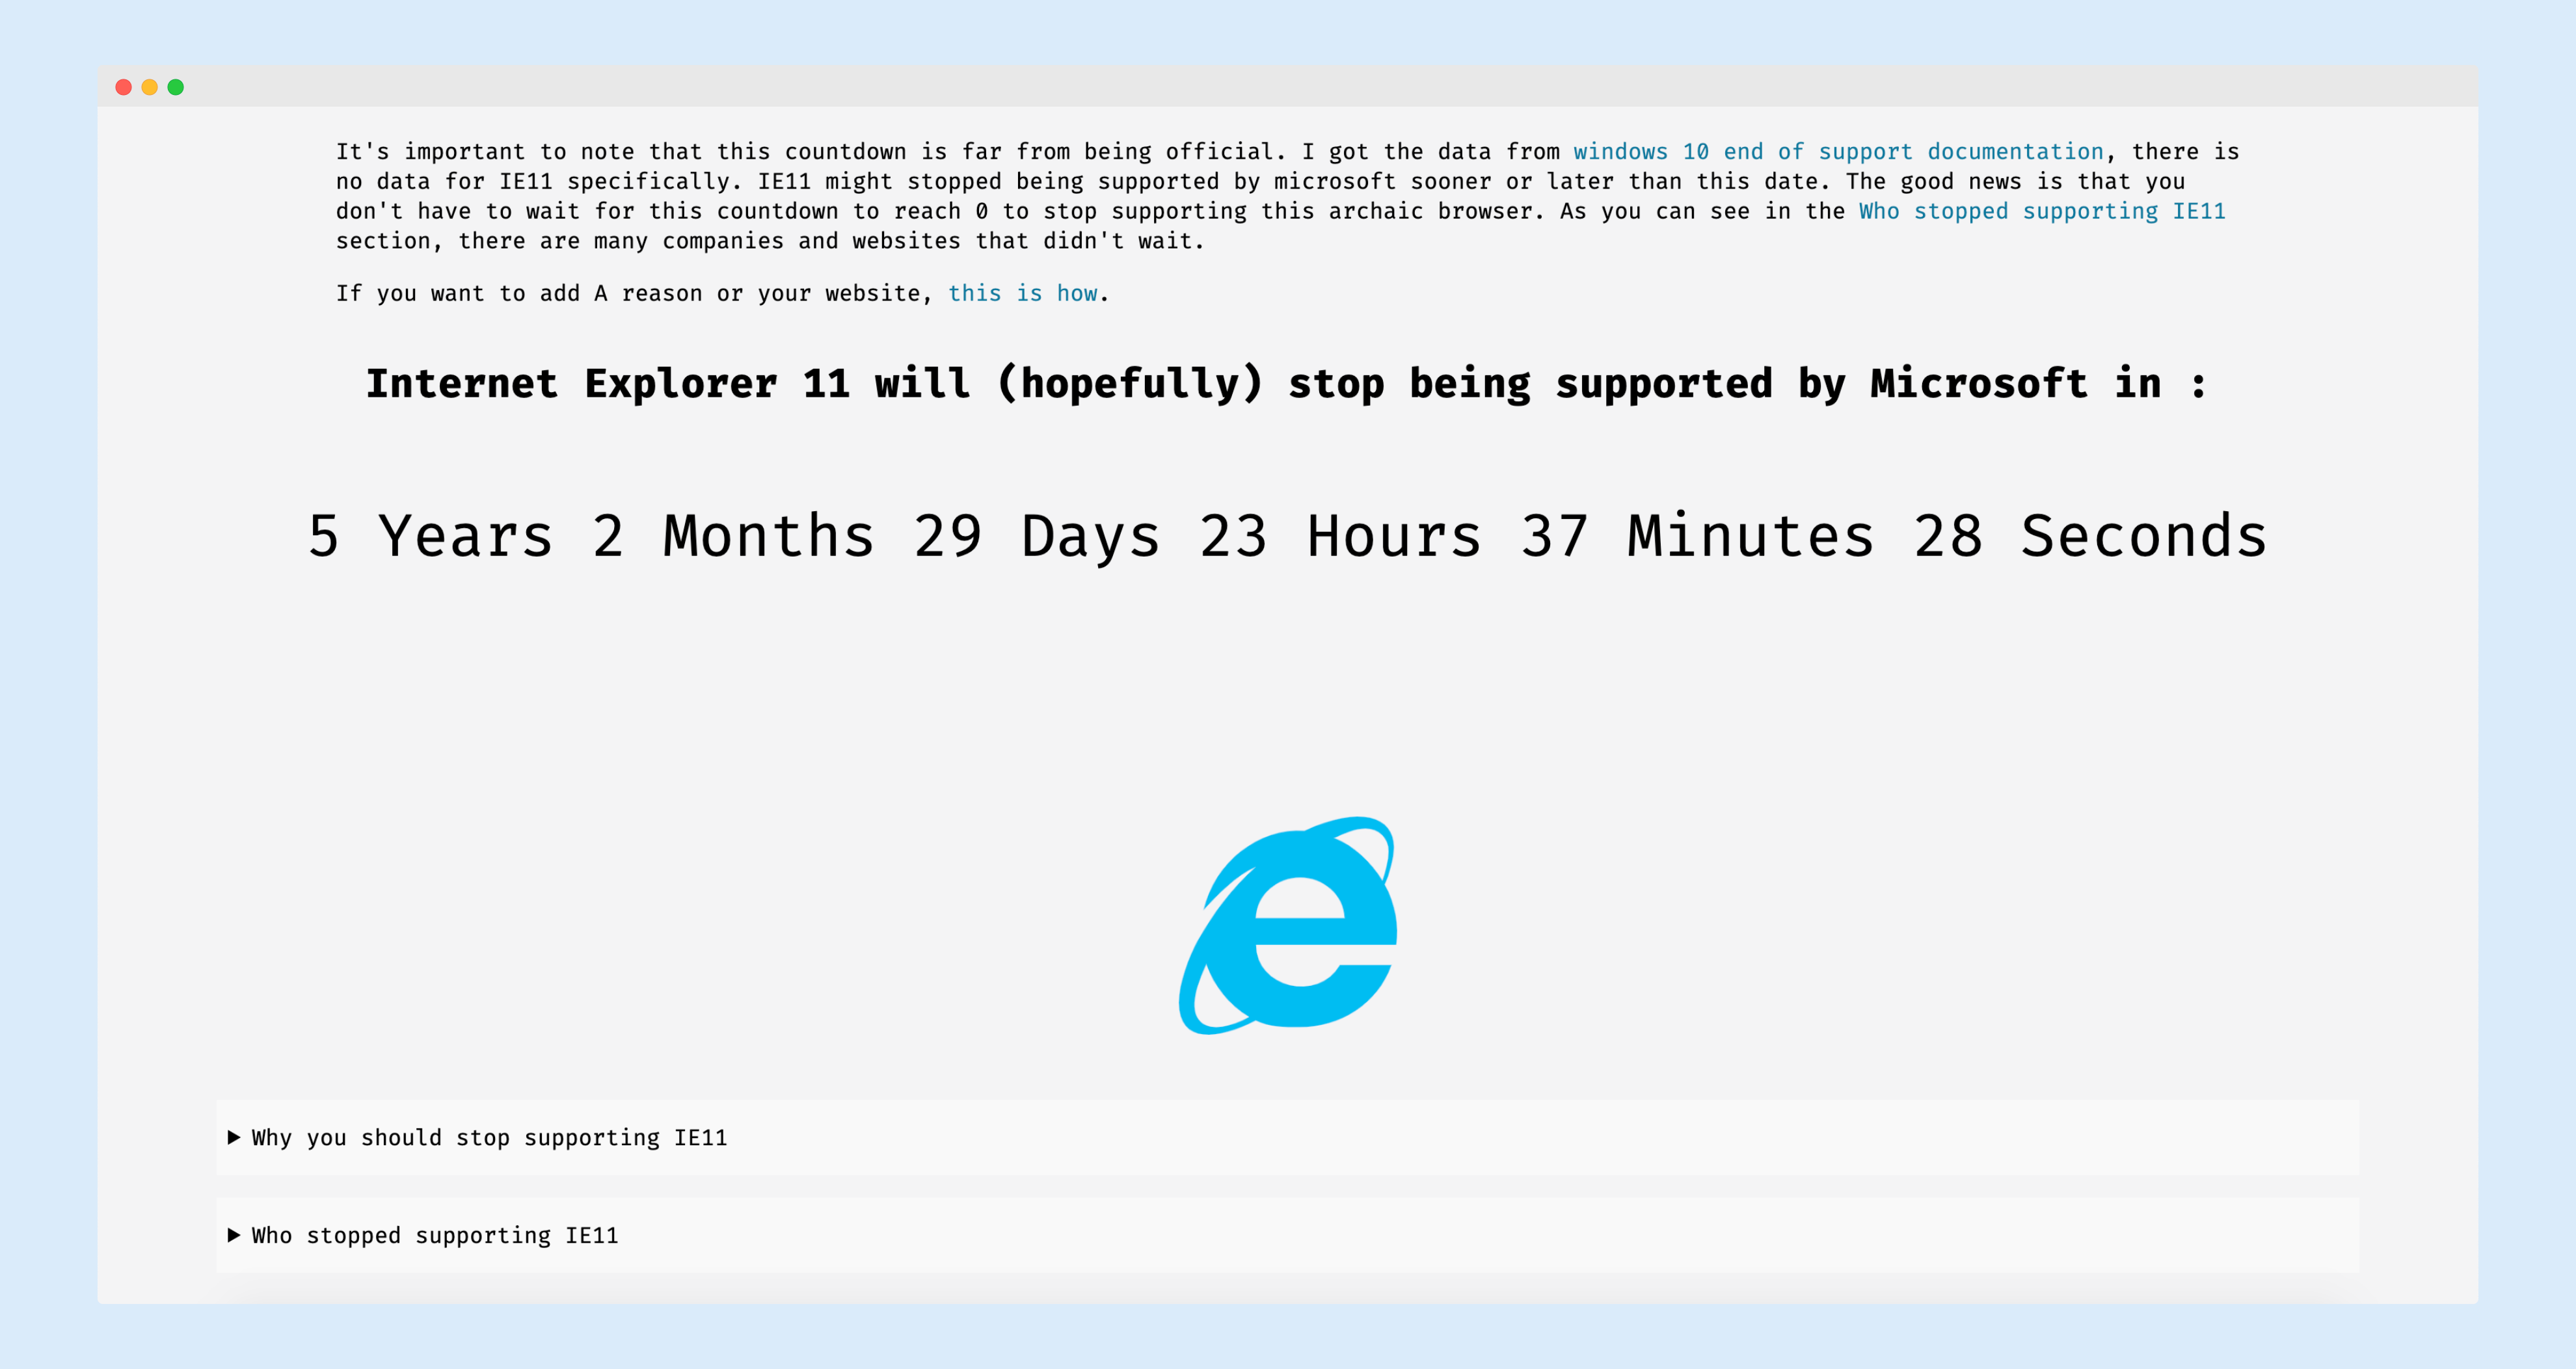 It's important to note that this countdown is far from being official. I got the data from windows 10 end of support documentation, there is
no data for IE11 specifically. IE11 might stopped being supported by microsoft sooner or later than this date. The good news is that you
don't have to wait for this countdown to reach 0 to stop supporting this archaic browser. As you can see in the Who stopped supporting IE11
section, there are many companies and websites that didn't wait.
If you want to add A reason or your website, this is how.
Internet Explorer 11 will (hopefully) stop being supported by Microsoft in :
5 Years 2 Months 29 Days 23 Hours 37 Minutes 28 Seconds
Why you should stop supporting IE11
Who stopped supporting IE11